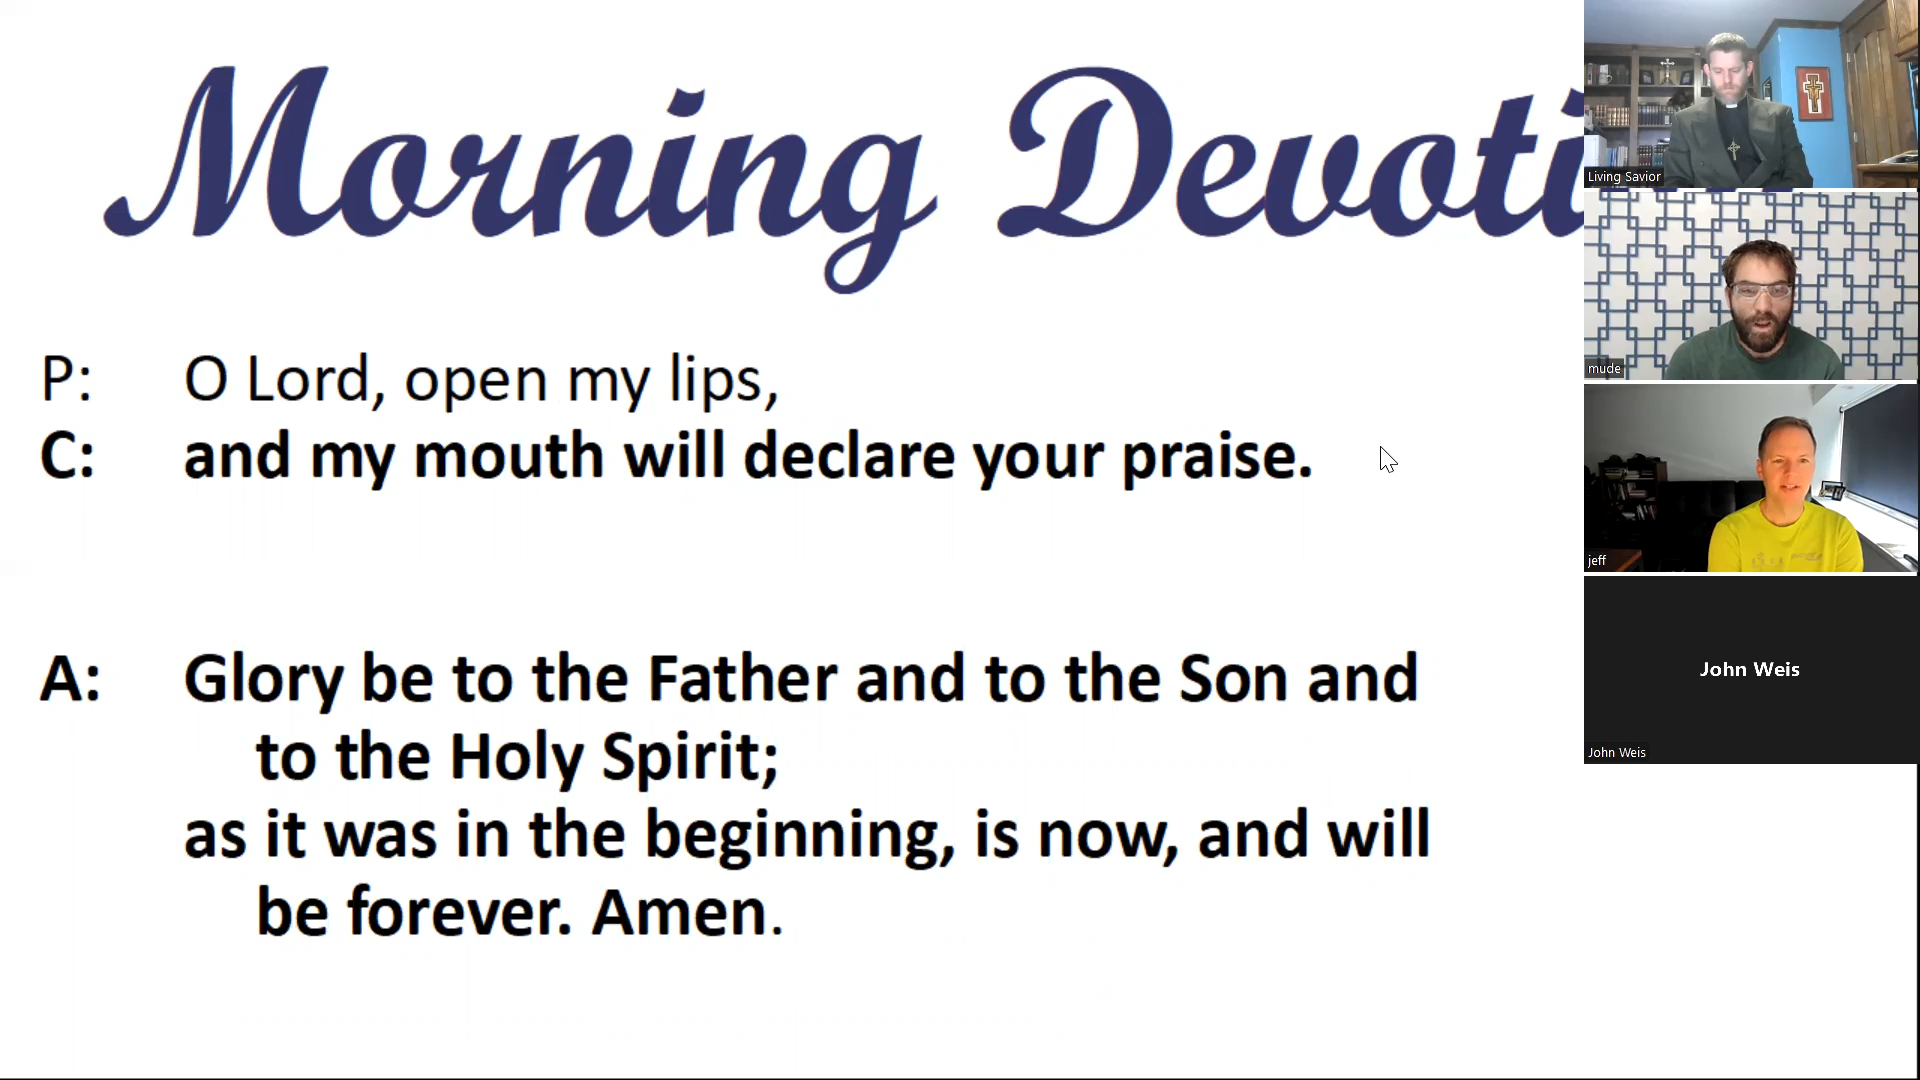 Morning Devoti
P: O Lord, open my lips,
C: and my mouth will declare your praise.
A: Glory be to the Father and to the Son and
to the Holy Spirit;
as it was in the beginning, is now, and will
be forever. Amen.
Living Savior
mude
jeff
John Weis
John Weis